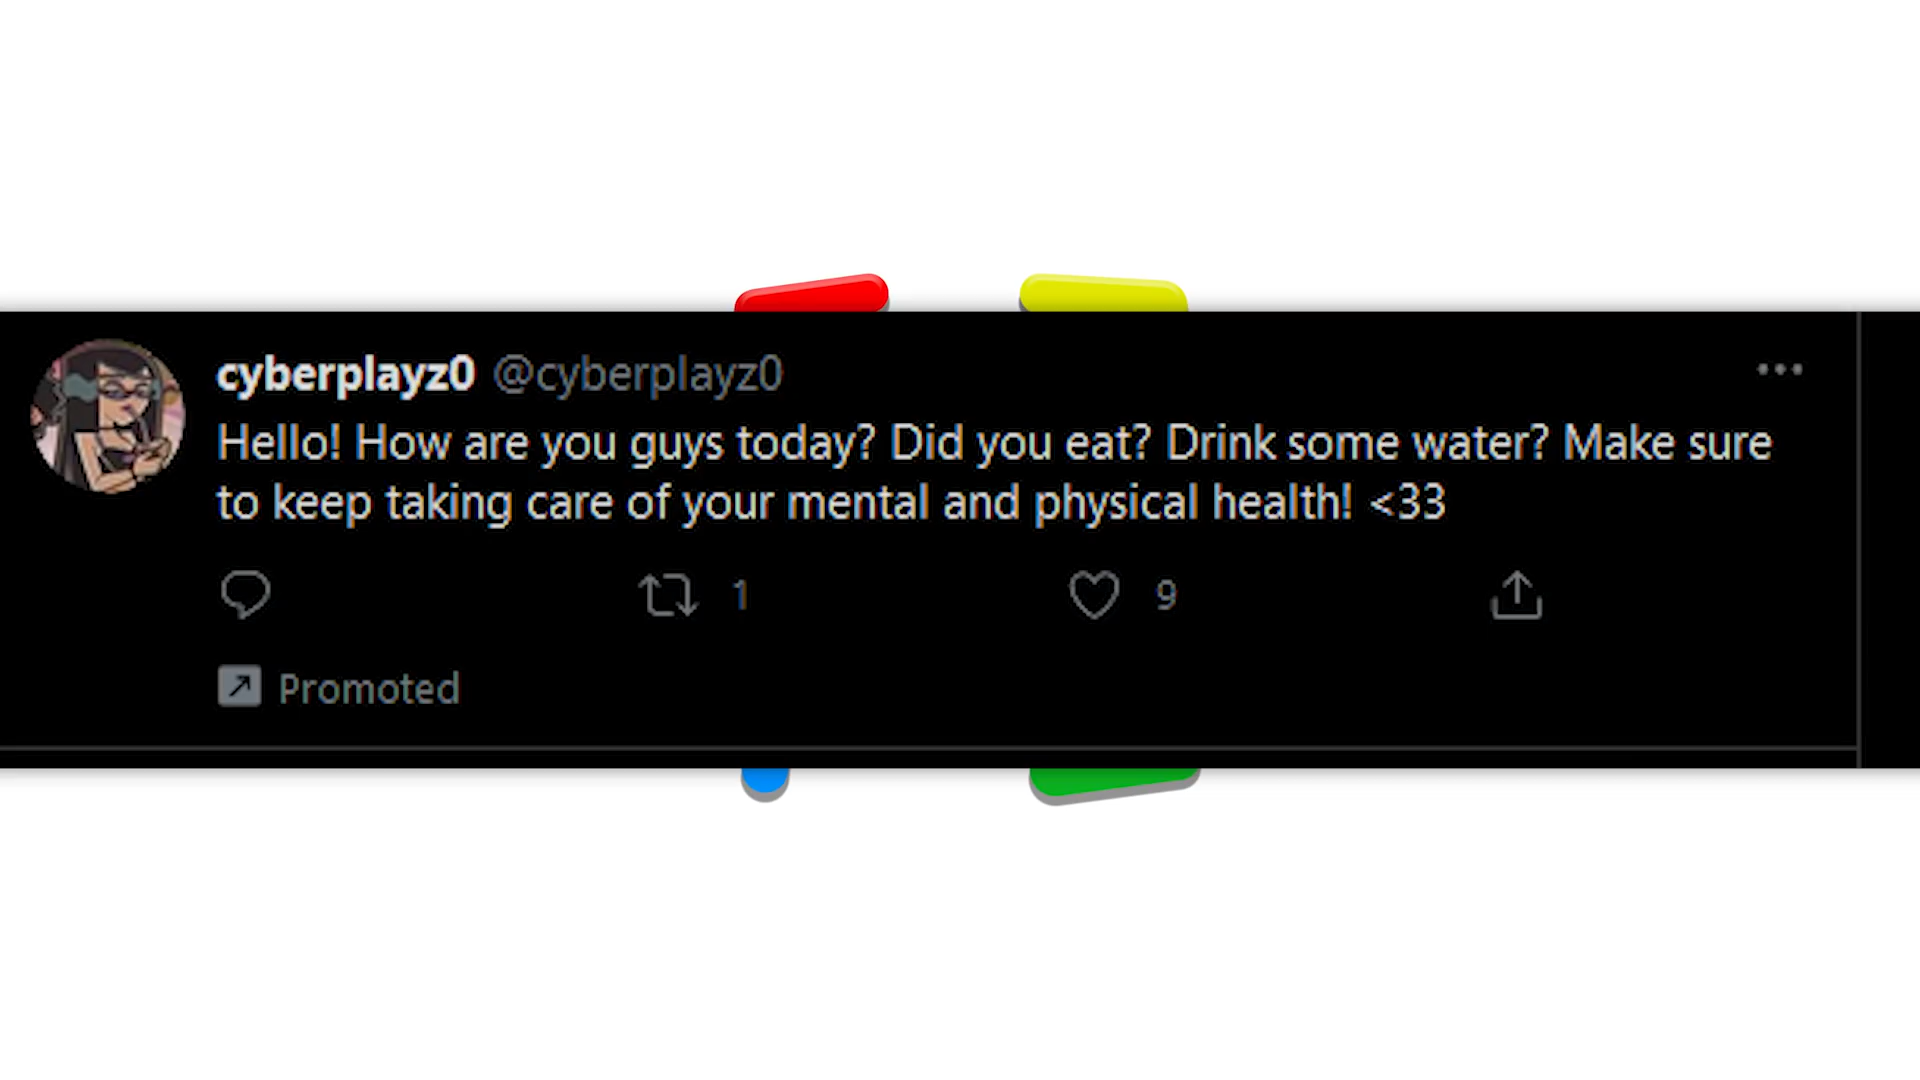 cyberplayz0 @cyberplayz0
Hello! How are you guys today? Did you eat? Drink some water? Make sure
to keep taking care of your mental and physical health! <33
1 9
Promoted